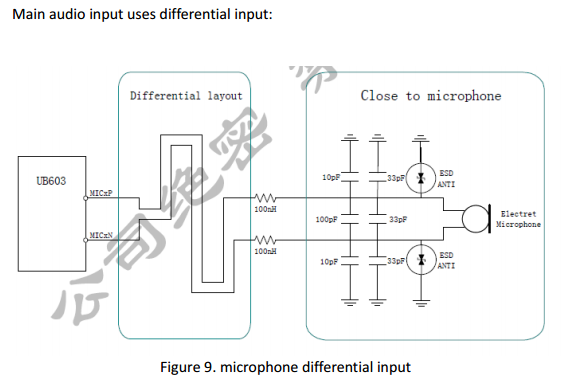 Main audio input uses differential input:
Differential layout
Close to microphone
UB603
MICxP
MICxN
100nH
100nH
10pF
33pF
ESD
ANTI
100pF
33pF
Electret
Microphone
10pF
33pF
ESD
ANTI
公司绝密
Figure 9. microphone differential input